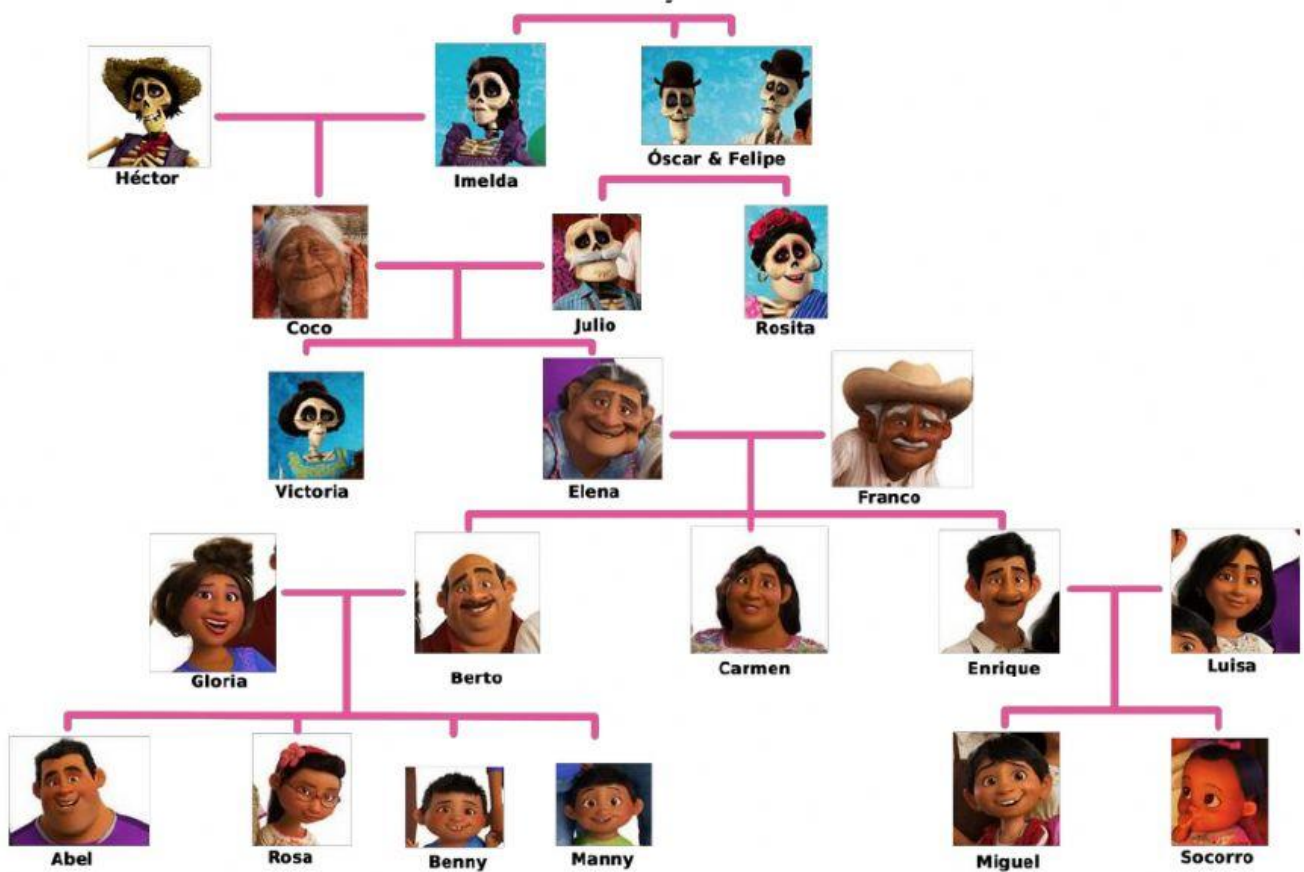 Héctor
Imelda
Óscar & Felipe
Coco
Julio
Rosita
Victoria
Elena
Franco
Gloria
Berto
Carmen
Enrique
Luisa
Abel
Rosa
Benny
Manny
Miguel
Socorro